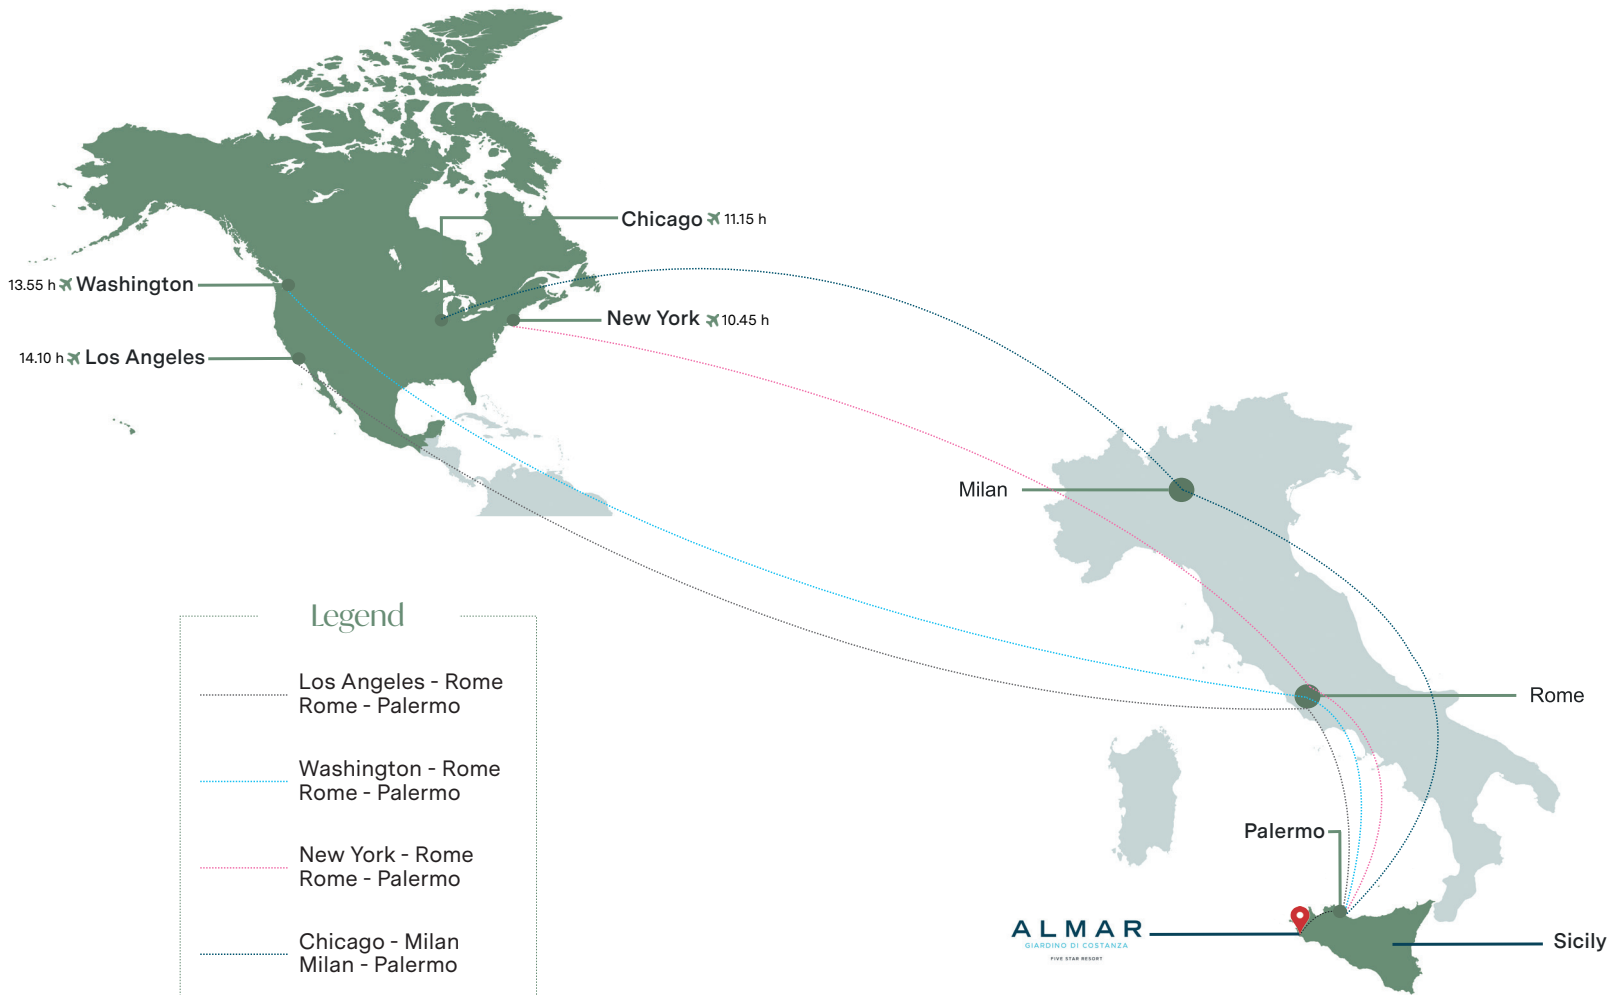 Chicago 11.15 h
13.55 h Washington
New York 10.45 h
14.10 h Los Angeles
Milan
Legend
Los Angeles - Rome
Rome - Palermo
Washington - Rome
Rome - Palermo
New York - Rome
Rome - Palermo
Chicago - Milan
Milan - Palermo
Rome
Palermo
ALMAR
GIARDINO DI COSTANZA
FIVE STAR RESORT
Sicily